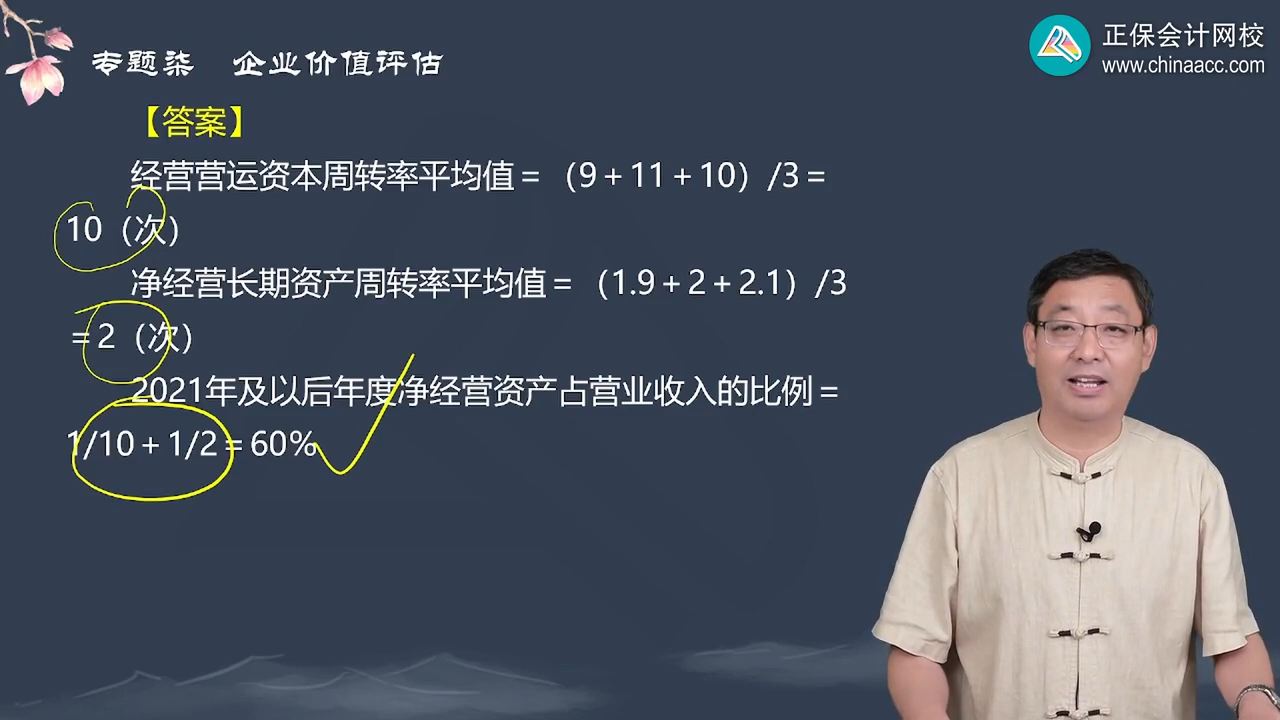 专题柒 企业价值评估
正保会计网校
www.chinaacc.com
【答案】
经营营运资本周转率平均值＝（9＋11＋10）/3＝
10（次）
净经营长期资产周转率平均值＝（1.9＋2＋2.1）/3
＝2（次）
2021年及以后年度净经营资产占营业收入的比例＝
1/10＋1/2＝60%